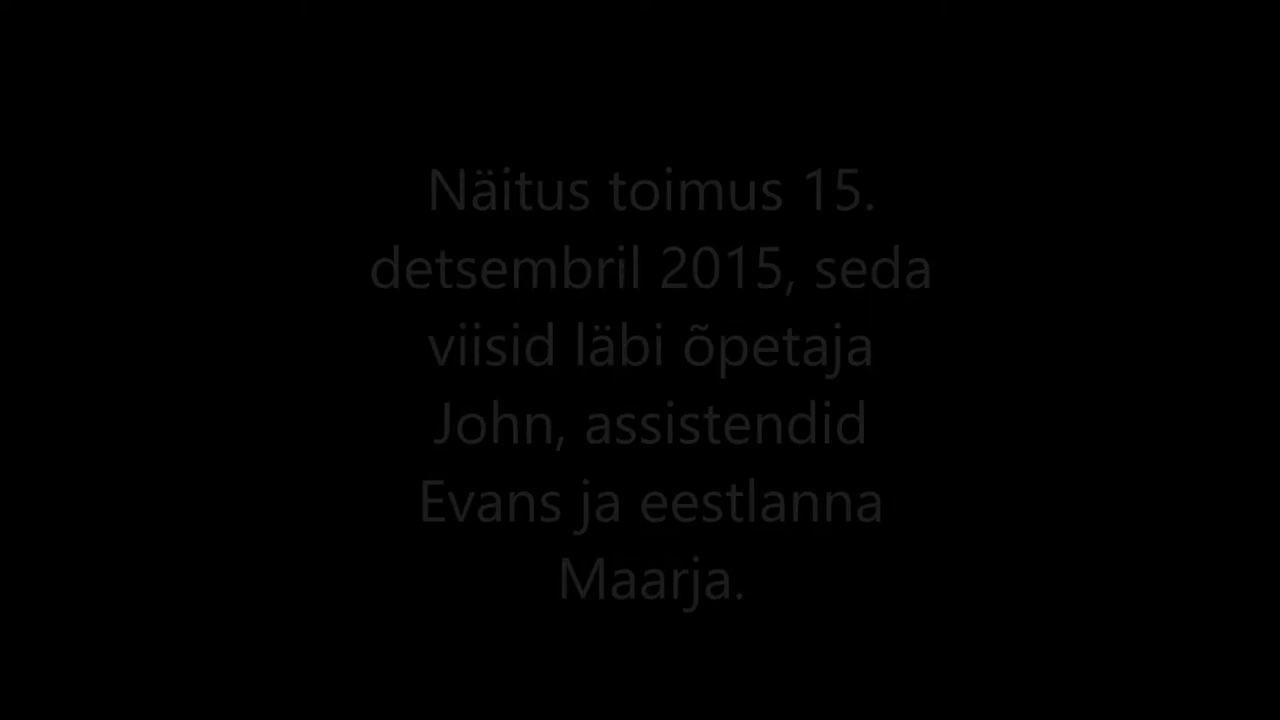 Näitus toimus 15.
detsembril 2015, seda
viisid läbi õpetaja
John, assistendid
Evans ja eestlanna
Maarja.